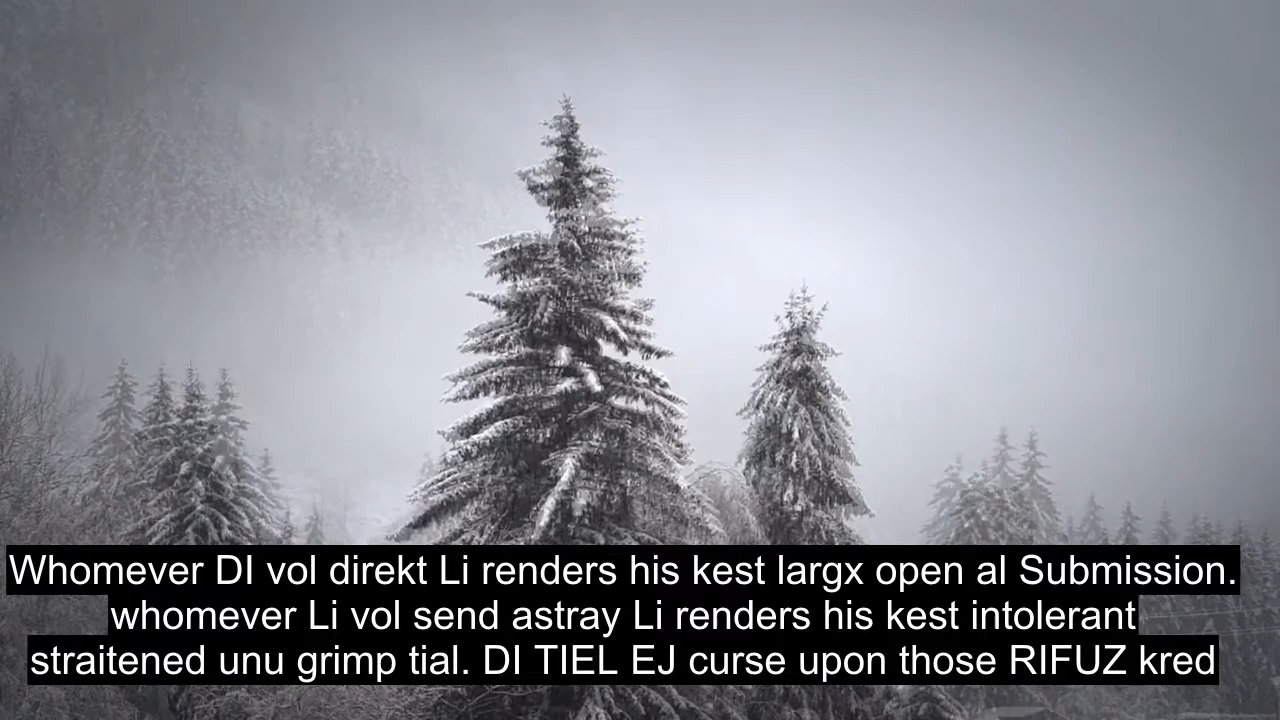 Whomever DI vol direkt Li renders his kest largx open al Submission.
whomever Li vol send astray Li renders his kest intolerant
straitened unu grimp tial. DI TIEL EJ curse upon those RIFUZ kred